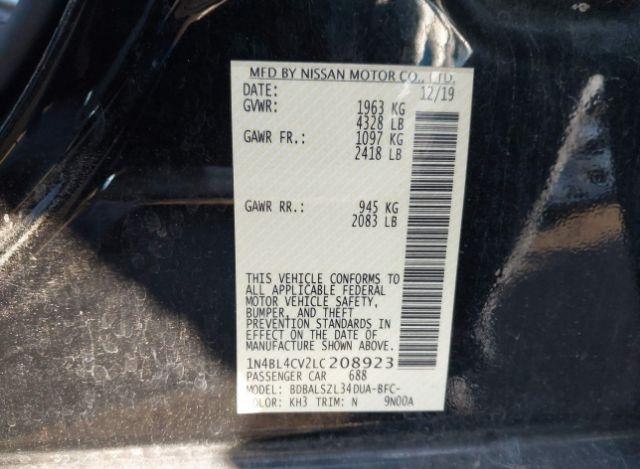 MFD BY NISSAN MOTOR CO., LTD.
DATE: 12/19
GVWR: 1963 KG
4328 LB
GAWR FR.: 1097 KG
2418 LB
GAWR RR.: 945 KG
2083 LB
THIS VEHICLE CONFORMS TO
ALL APPLICABLE FEDERAL
MOTOR VEHICLE SAFETY,
BUMPER, AND THEFT
PREVENTION STANDARDS IN
EFFECT ON THE DATE OF
MANUFACTURE SHOWN ABOVE.
1N4BL4CV2LC208923
PASSENGER CAR 688
MODEL: BDBALSZL34DUA-BFC-
OLOR: KH3 TRIM: N 9N00A